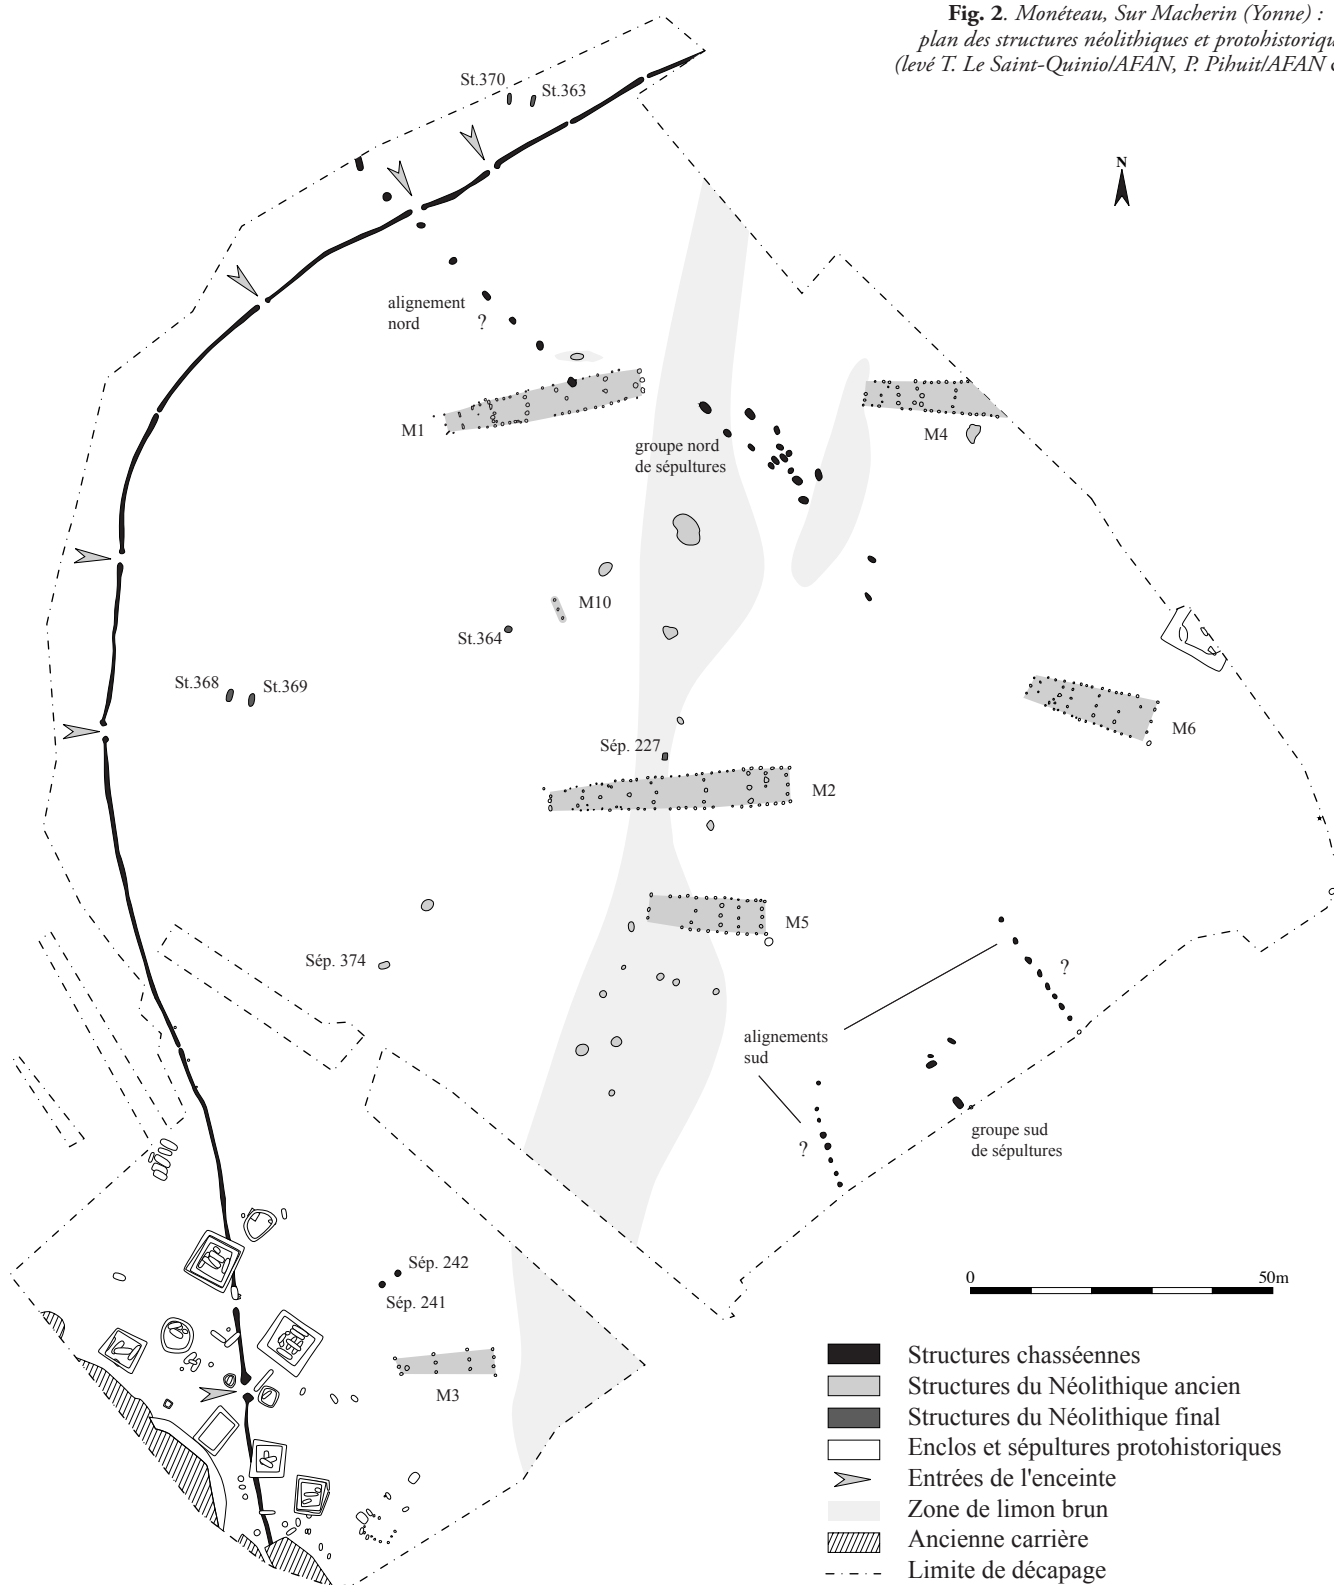 Fig. 2. Monéteau, Sur Macherin (Yonne) :
plan des structures néolithiques et protohistoriqu
(levé T. Le Saint-Quinio/AFAN, P. Pihuit/AFAN
St.370
St.363
N
alignement
nord
?
M1
M4
groupe nord
de sépultures
M10
St.364
St.368
St.369
M6
Sép. 227
M2
M5
Sép. 374
?
alignements
sud
?
groupe sud
de sépultures
Sép. 242
Sép. 241
M3
0
50m
Structures chasséennes
Structures du Néolithique ancien
Structures du Néolithique final
Enclos et sépultures protohistoriques
Entrées de l'enceinte
Zone de limon brun
Ancienne carrière
Limite de décapage